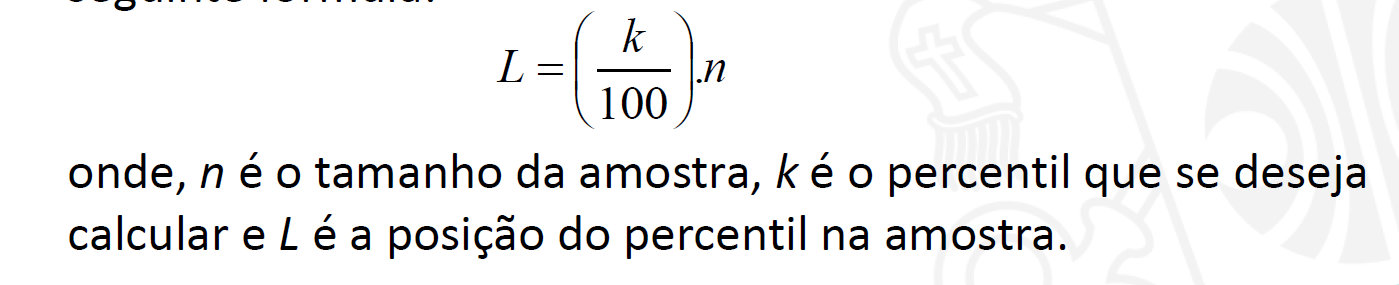 L = (k/100).n
onde, n é o tamanho da amostra, k é o percentil que se deseja
calcular e L é a posição do percentil na amostra.